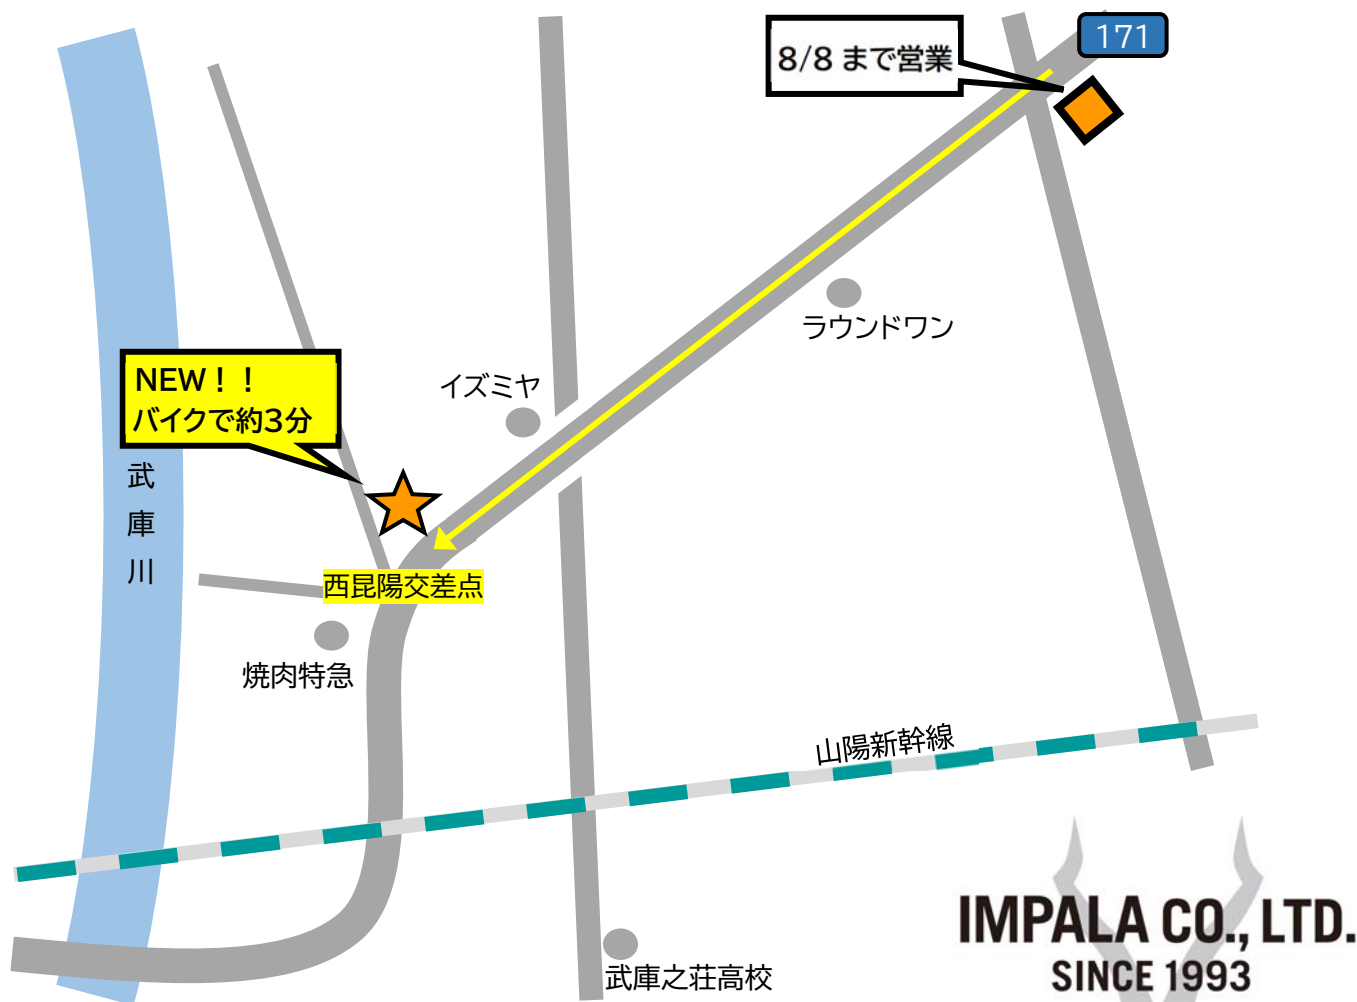 171
8/8 まで営業
ラウンドワン
イズミヤ
NEW！！
バイクで約3分
武庫川
西昆陽交差点
焼肉特急
山陽新幹線
武庫之荘高校
IMPALA CO., LTD.
SINCE 1993